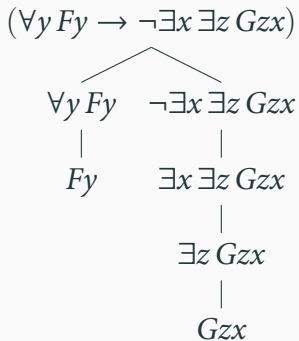 (∀y Fy → ¬∃x ∃z Gzx)
∀y Fy ¬∃x ∃z Gzx
Fy ∃x ∃z Gzx
∃z Gzx
Gzx